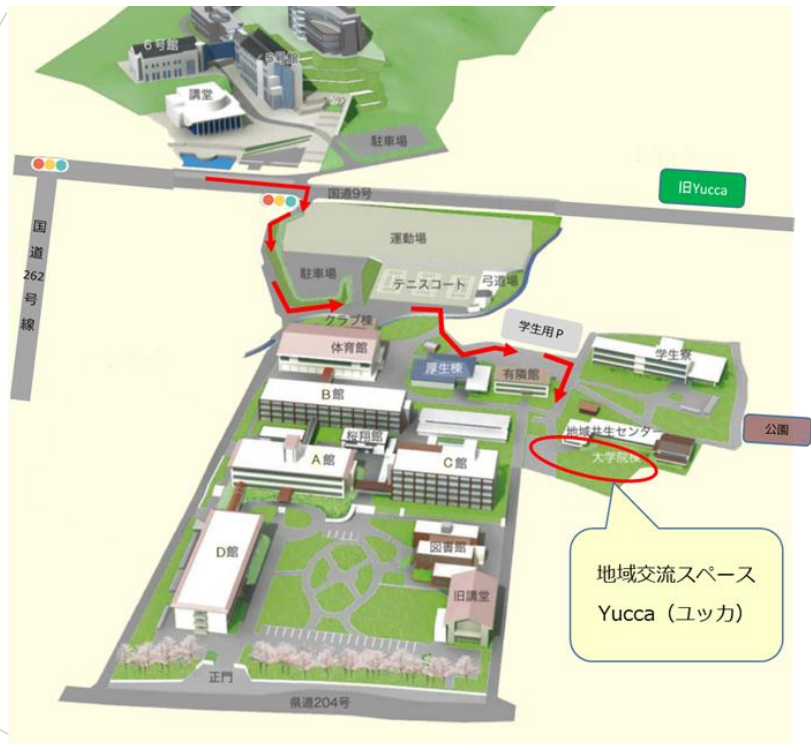 6号館
5号館
講堂
駐車場
国道9号
旧Yucca
国
道
262
号
線
運動場
駐車場
テニスコート
弓道場
クラブ棟
学生用P
体育館
厚生棟
有隣館
学生寮
B館
桜翔館
地域共生センター
公園
A館
C館
大学院棟
D館
図書館
旧講堂
地域交流スペース
Yucca（ユッカ）
正門
県道204号